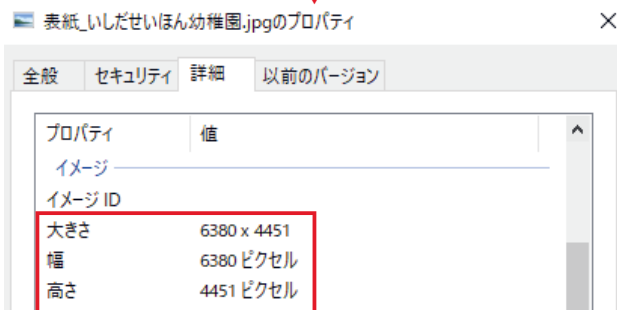 表紙_いしだせいほん幼稚園.jpgのプロパティ
全般 セキュリティ 詳細 以前のバージョン
プロパティ 値
イメージ
イメージ ID
大きさ 6380 x 4451
幅 6380 ピクセル
高さ 4451 ピクセル